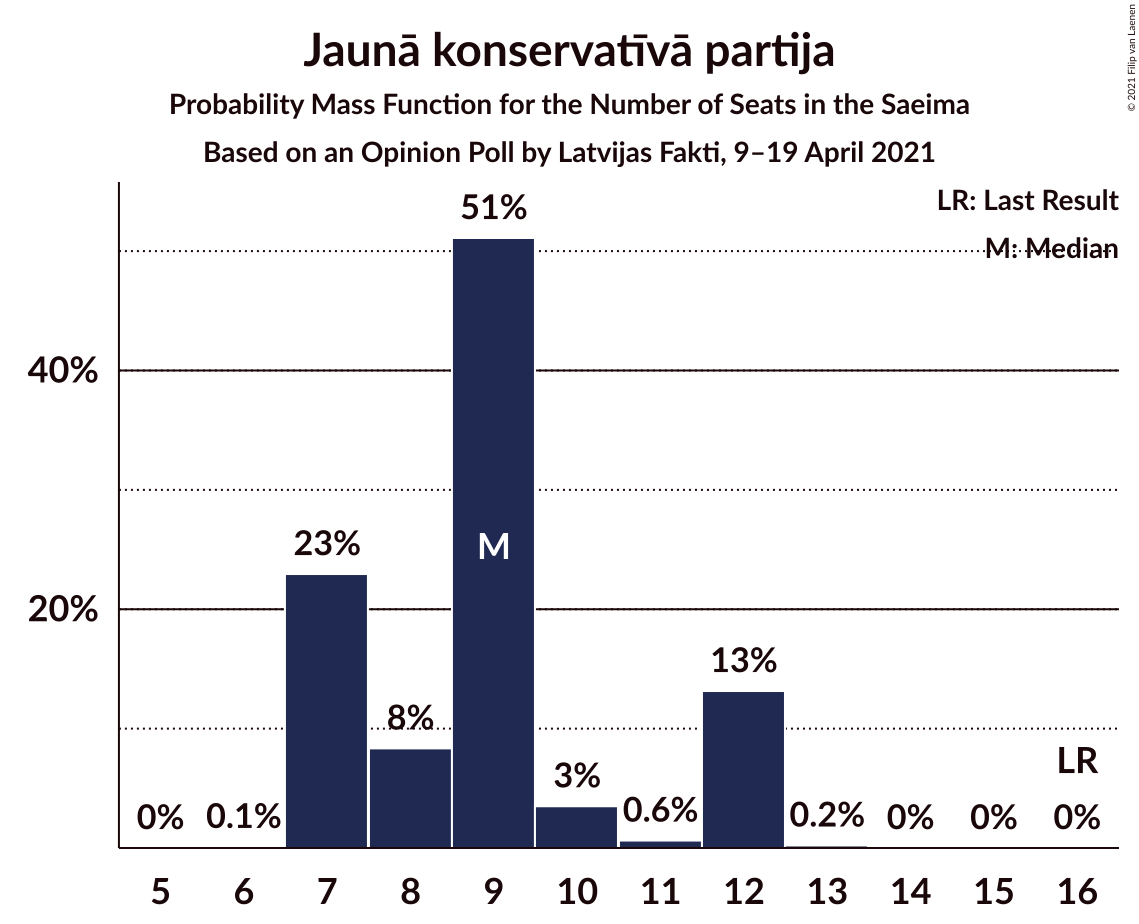 Jaunā konservatīvā partija
Probability Mass Function for the Number of Seats in the Saeima
Based on an Opinion Poll by Latvijas Fakti, 9–19 April 2021
© 2021 Filip van Laenen
LR: Last Result
M: Median
51%
40%
23%
M
20%
13%
8%
3%
LR
0%
0.1%
0.6%
0.2%
0%
0%
0%
5 6 7 8 9 10 11 12 13 14 15 16